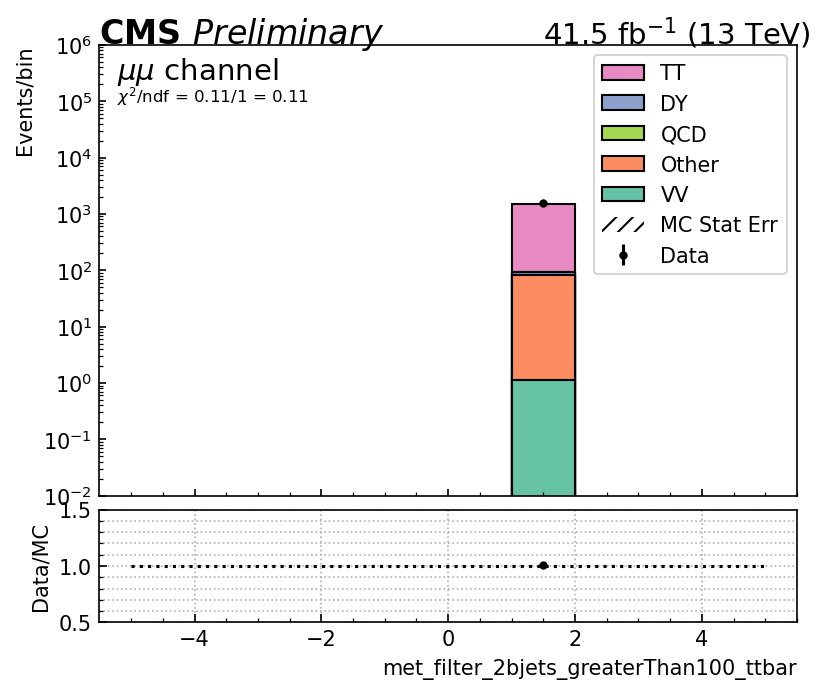 CMS Preliminary 41.5 fb⁻¹ (13 TeV)
Events/bin
10⁶
10⁵
10⁴
10³
10²
10¹
10⁰
10⁻¹
10⁻²
μμ channel
χ²/ndf = 0.11/1 = 0.11
TT
DY
QCD
Other
VV
MC Stat Err
Data
Data/MC
1.5
1.0
0.5
−4 −2 0 2 4
met_filter_2bjets_greaterThan100_ttbar